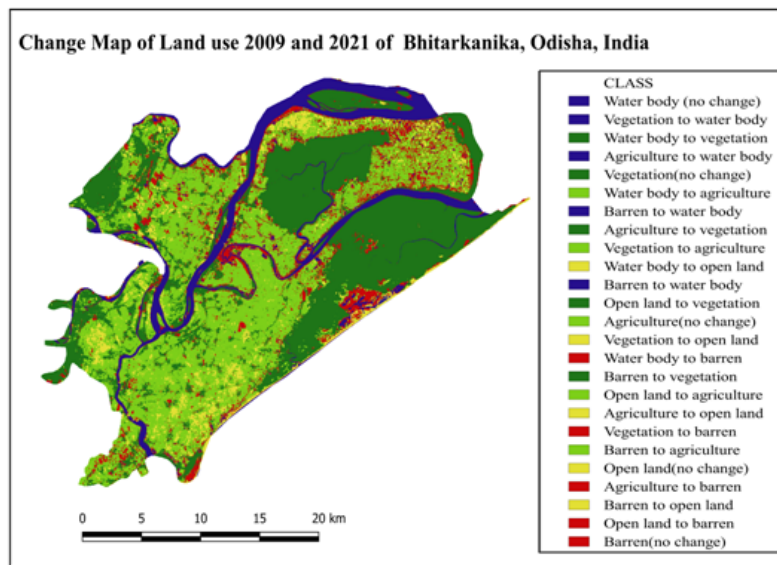 Change Map of Land use 2009 and 2021 of Bhitarkanika, Odisha, India
CLASS
Water body (no change)
Vegetation to water body
Water body to vegetation
Agriculture to water body
Vegetation(no change)
Water body to agriculture
Barren to water body
Agriculture to vegetation
Vegetation to agriculture
Water body to open land
Barren to water body
Open land to vegetation
Agriculture(no change)
Vegetation to open land
Water body to barren
Barren to vegetation
Open land to agriculture
Agriculture to open land
Vegetation to barren
Barren to agriculture
Open land(no change)
Agriculture to barren
Barren to open land
Open land to barren
Barren(no change)
0 5 10 15 20 km